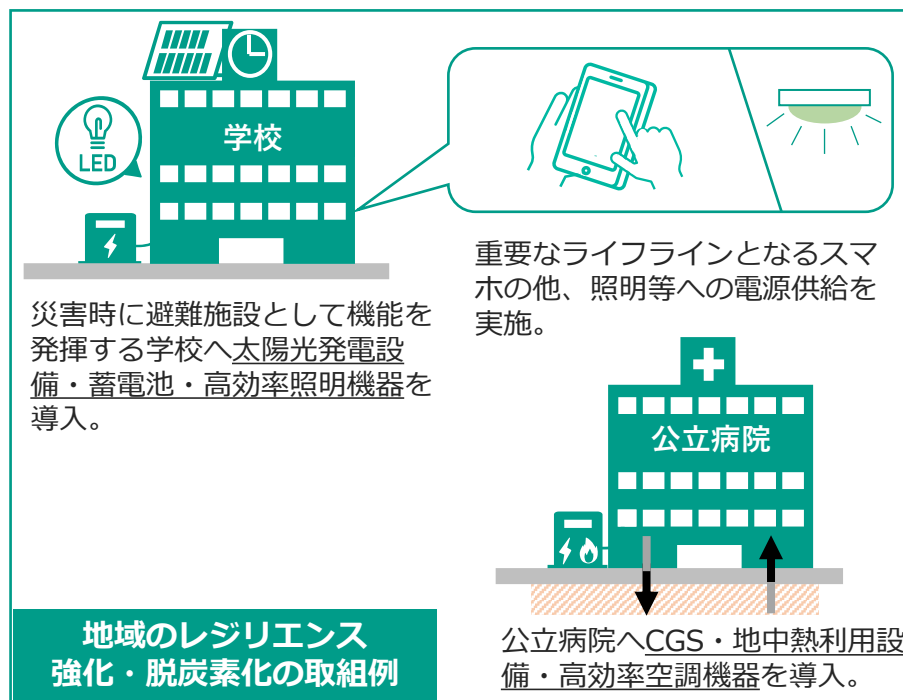 学校
LED
災害時に避難施設として機能を
発揮する学校へ太陽光発電設
備・蓄電池・高効率照明機器を
導入。
重要なライフラインとなるスマ
ホの他、照明等への電源供給を
実施。
公立病院
公立病院へCGS・地中熱利用設
備・高効率空調機器を導入。
地域のレジリエンス
強化・脱炭素化の取組例